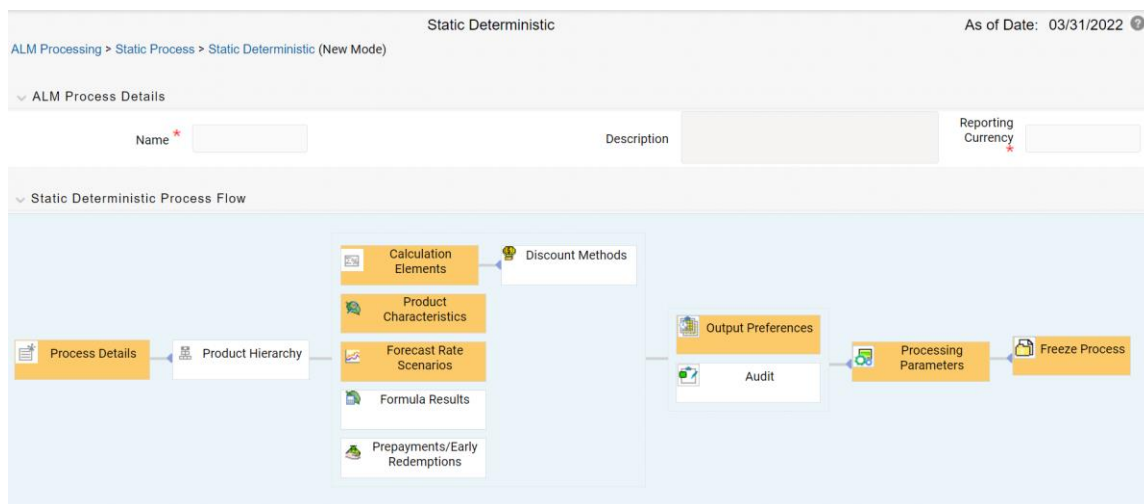 Static Deterministic
As of Date: 03/31/2022
ALM Processing > Static Process > Static Deterministic (New Mode)
ALM Process Details
Name *
Description
Reporting
Currency
*
Static Deterministic Process Flow
Process Details
Product Hierarchy
Calculation
Elements
Discount Methods
Product
Characteristics
Forecast Rate
Scenarios
Formula Results
Prepayments/Early
Redemptions
Output Preferences
Audit
Processing
Parameters
Freeze Process